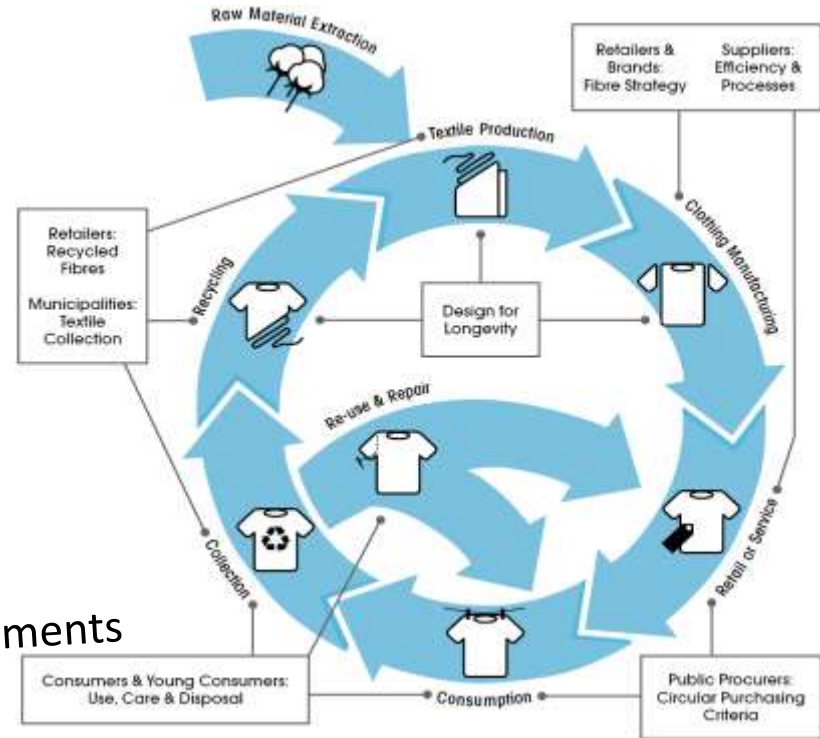 Raw Material Extraction
Retailers &
Brands:
Fibre Strategy
Suppliers:
Efficiency &
Processes
Textile Production
Clothing Manufacturing
Retailers:
Recycled
Fibres
Municipalities:
Textile
Collection
Recycling
Design for
Longevity
Re-use & Repair
Collection
Retail or Service
ments
Consumers & Young Consumers:
Use, Care & Disposal
Consumption
Public Procurers:
Circular Purchasing
Criteria